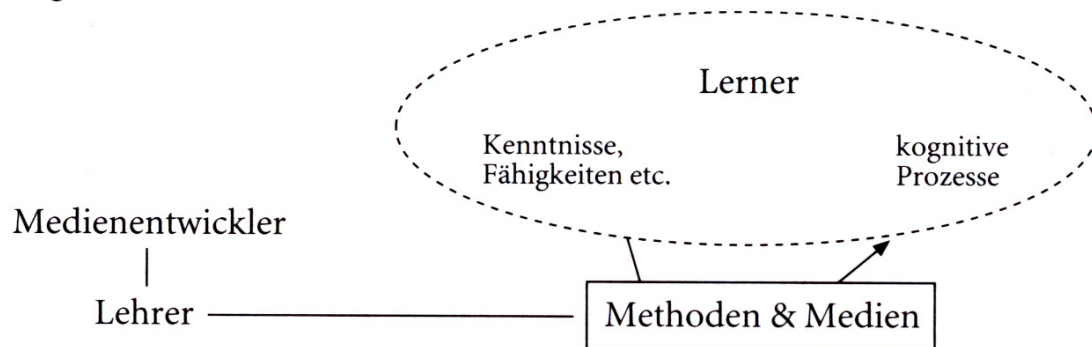 Lerner
Kenntnisse,
Fähigkeiten etc.
kognitive
Prozesse
Medienentwickler
Lehrer
Methoden & Medien